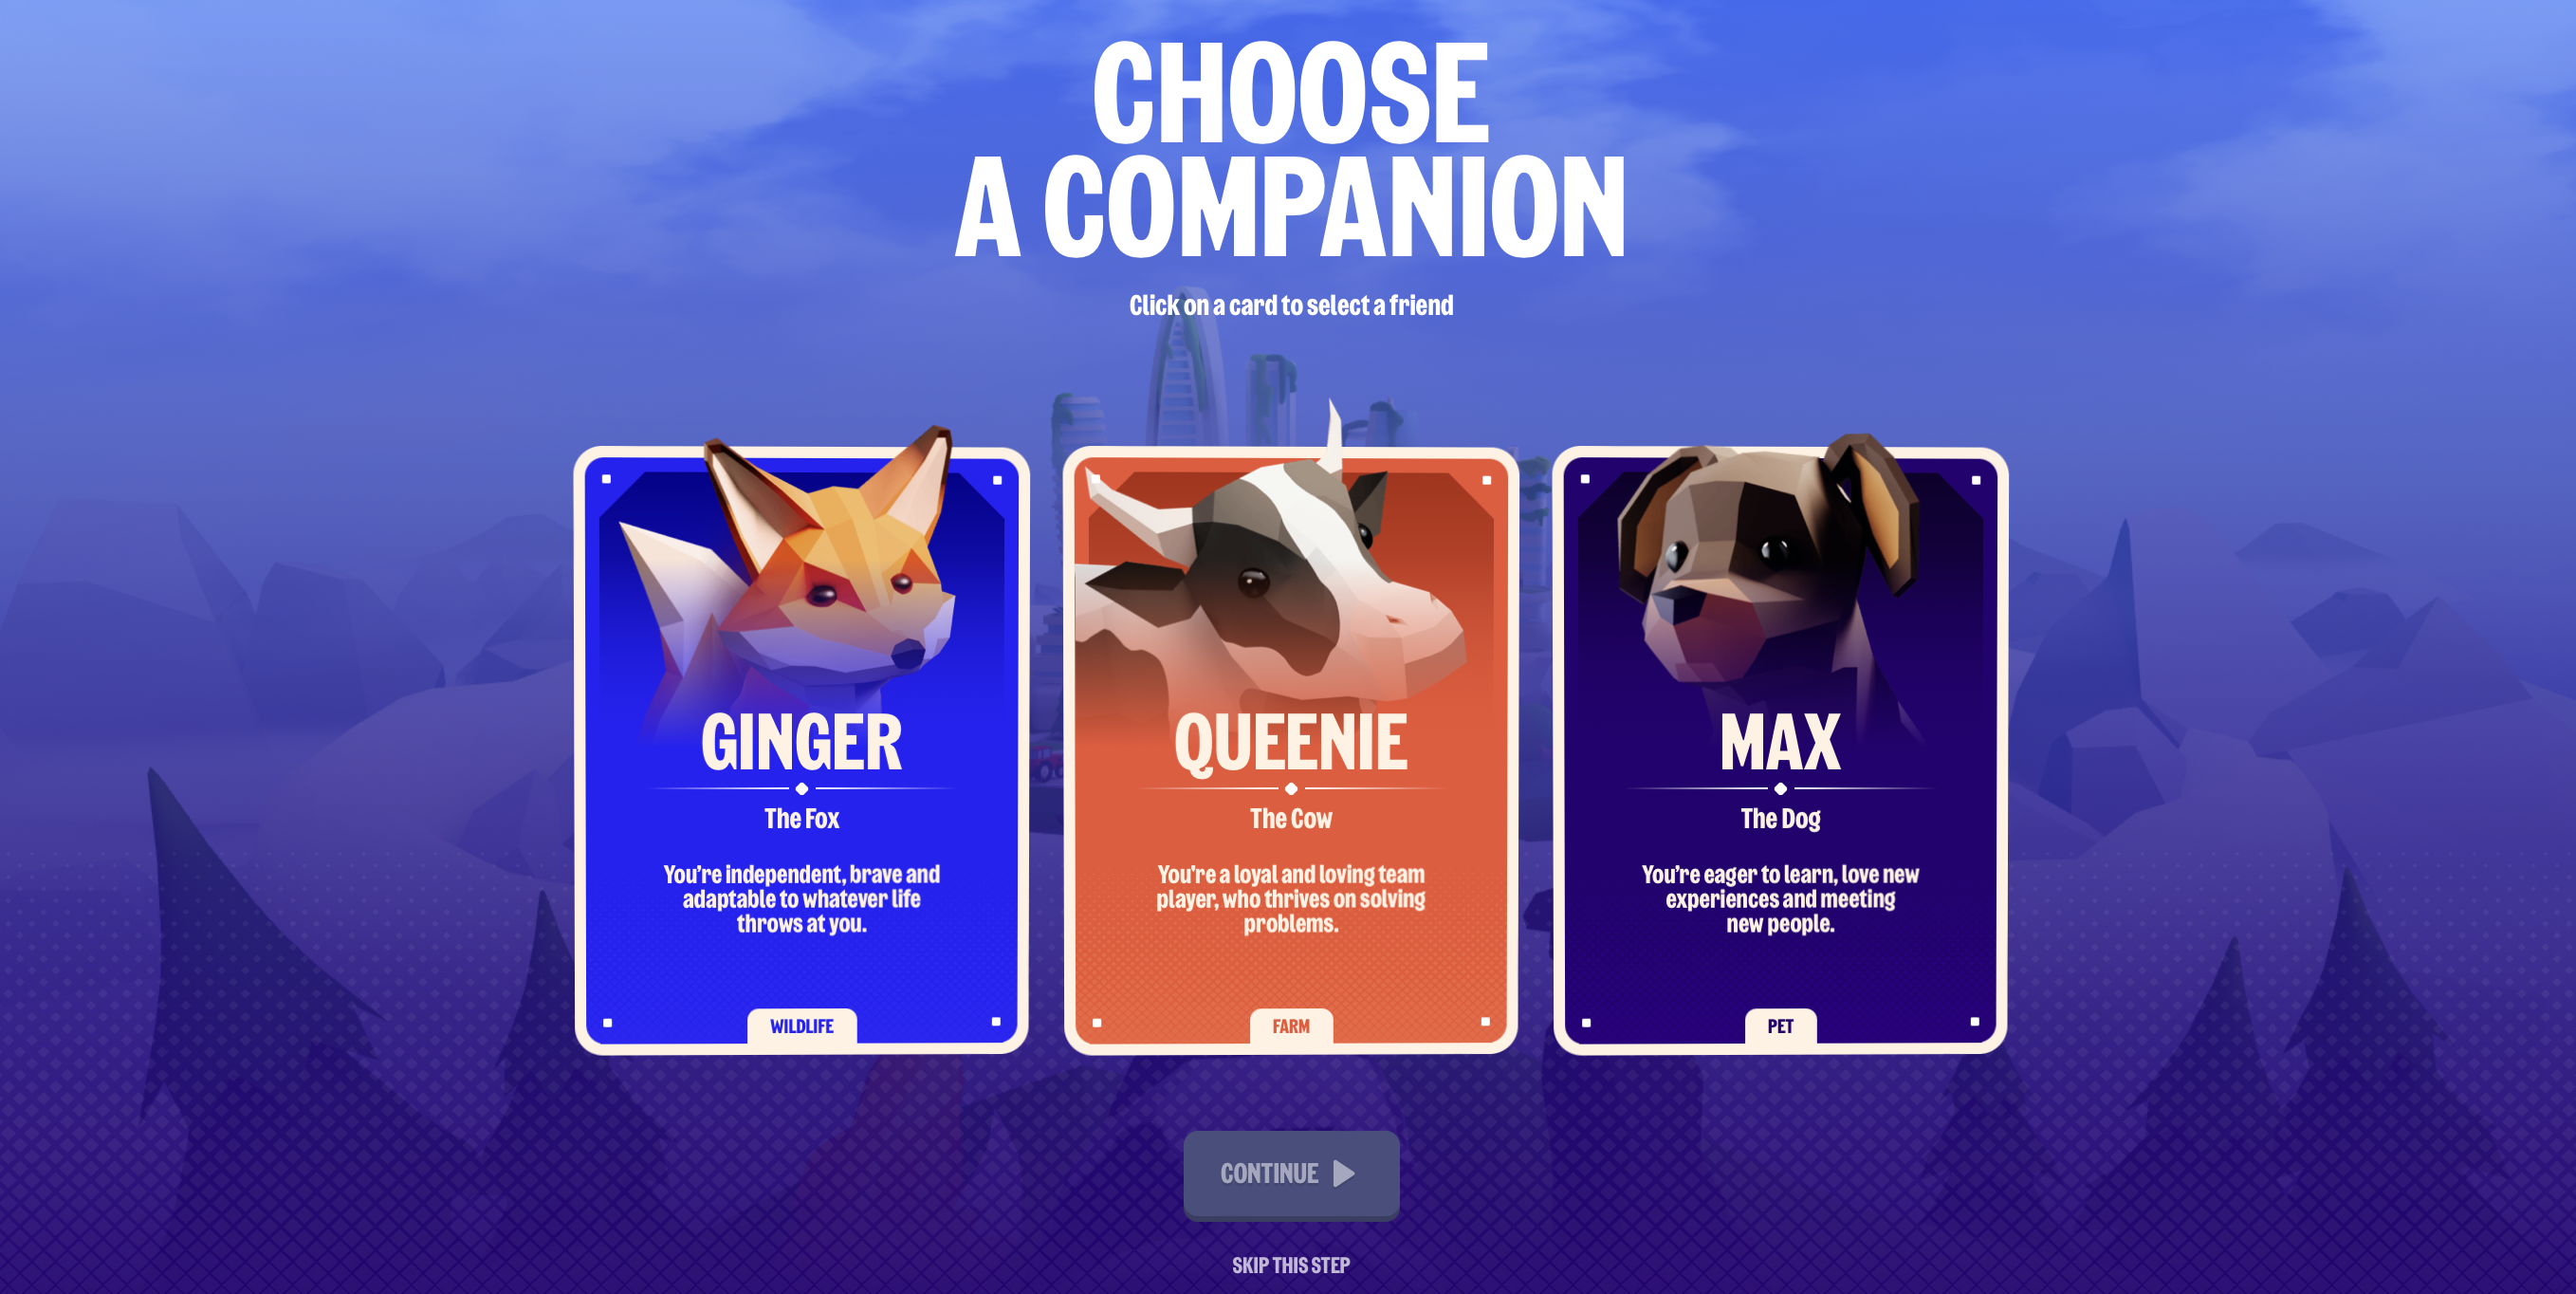 CHOOSE
A COMPANION
Click on a card to select a friend
GINGER
The Fox
You're independent, brave and
adaptable to whatever life
throws at you.
WILDLIFE
QUEENIE
The Cow
You're a loyal and loving team
player, who thrives on solving
problems.
FARM
MAX
The Dog
You're eager to learn, love new
experiences and meeting
new people.
PET
CONTINUE
SKIP THIS STEP